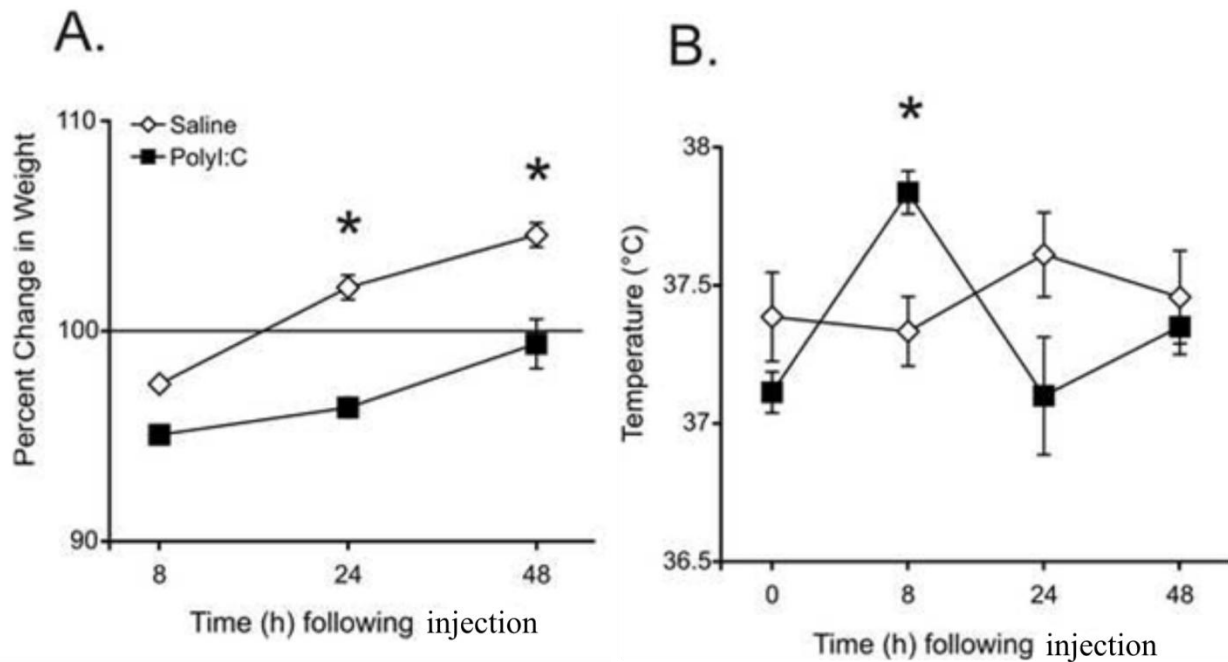 A.
110
Saline
PolyI:C
*
*
Percent Change in Weight
100
90
8 24 48
Time (h) following injection
B.
*
38
37.5
37
36.5
Temperature (°C)
0 8 24 48
Time (h) following injection